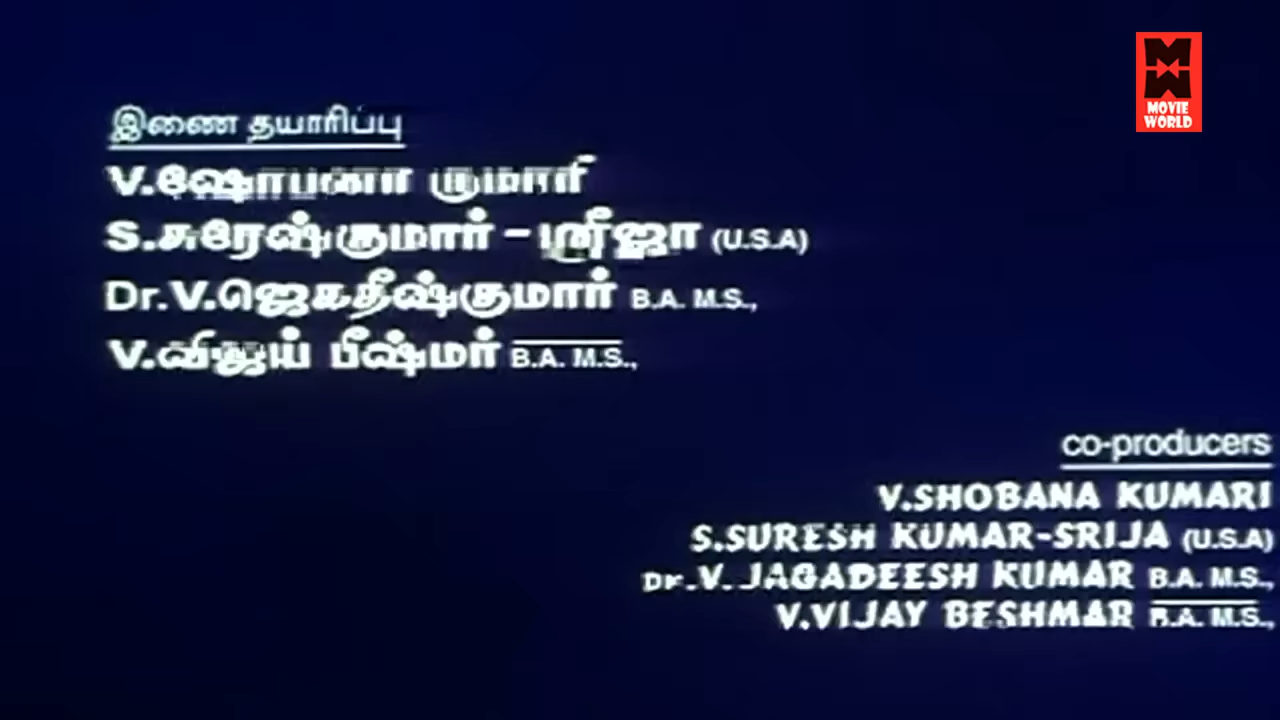 இணை தயாரிப்பு
V.ஷோபனா குமாரி
S.சுரேஷ்குமார் - ஸ்ரீஜா (U.S.A)
Dr.V.ஜெகதீஷ்குமார் B.A. M.S.,
V.விஜய் பீஷ்மர் B.A. M.S.,
co-producers
V.SHOBANA KUMARI
S.SURESH KUMAR-SRIJA (U.S.A)
Dr.V.JAGADEESH KUMAR B.A. M.S.,
V.VIJAY BESHMAR B.A. M.S.,
MOVIE
WORLD